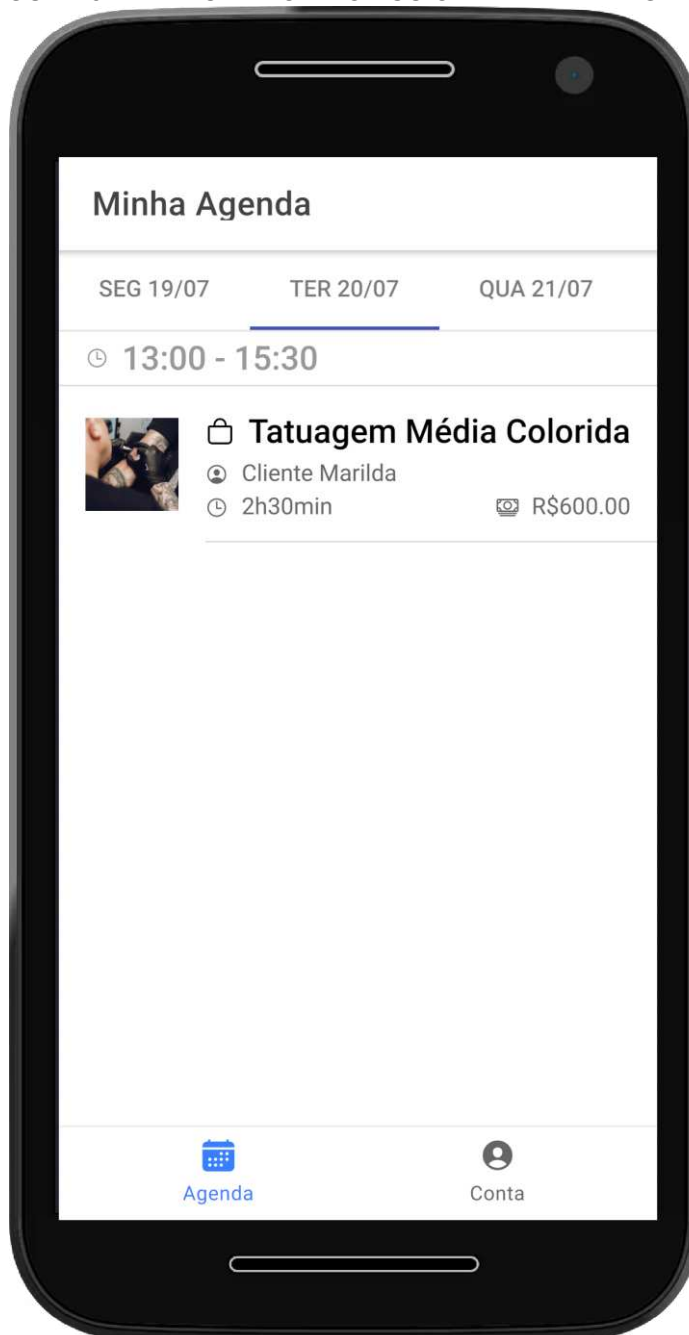 Minha Agenda
SEG 19/07 TER 20/07 QUA 21/07
13:00 - 15:30
Tatuagem Média Colorida
Cliente Marilda
2h30min R$600.00
Agenda Conta